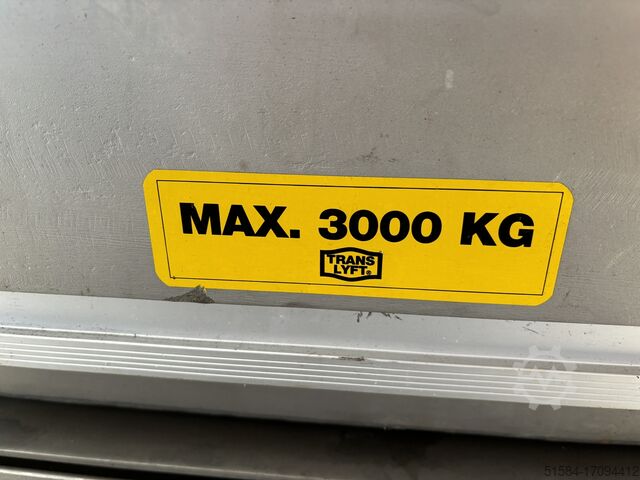 MAX. 3000 KG
TRANS
LYFT®
51584-17094412